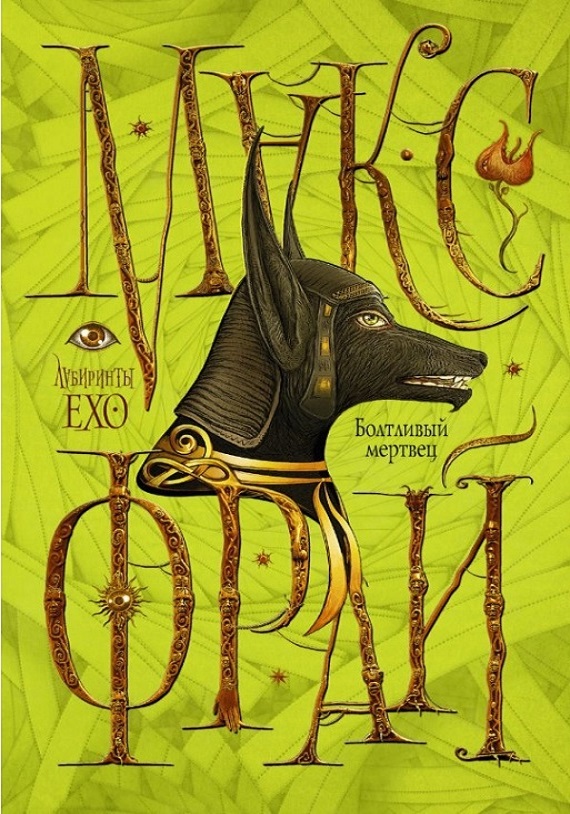 МАКС
Лабиринты
ЕХО
Болтливый
мертвец
ФРАЙ